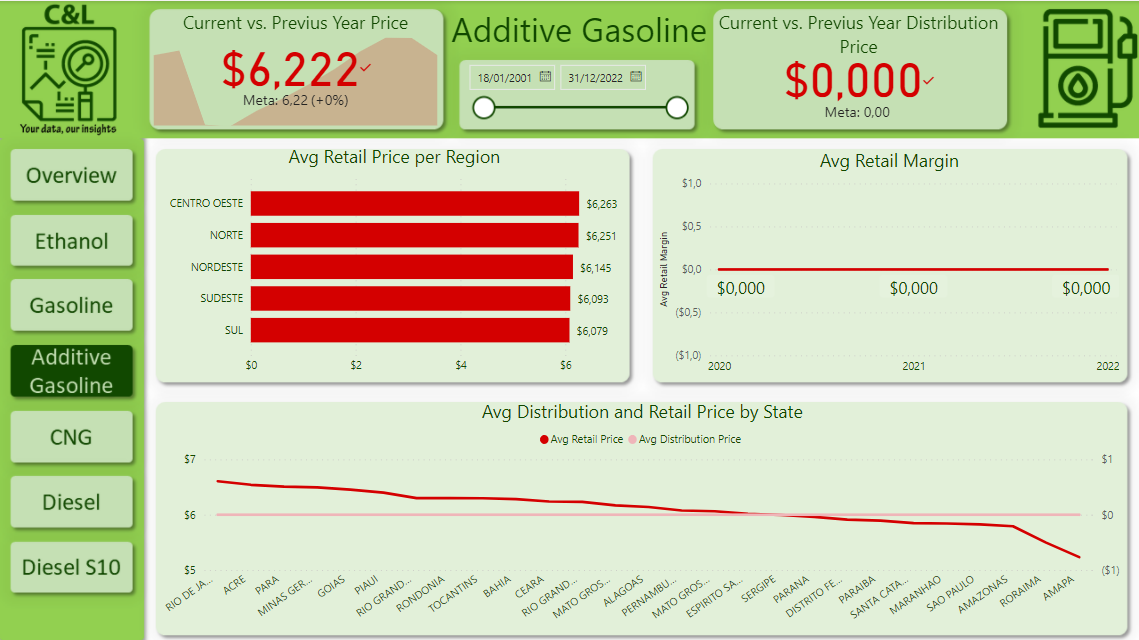 C&L
Your data, our insights
Current vs. Previus Year Price
$6,222
Meta: 6,22 (+0%)
Additive Gasoline
18/01/2001
31/12/2022
Current vs. Previus Year Distribution
Price
$0,000
Meta: 0,00
Overview
Ethanol
Gasoline
Additive
Gasoline
CNG
Diesel
Diesel S10
Avg Retail Price per Region
CENTRO OESTE
$6,263
NORTE
$6,251
NORDESTE
$6,145
SUDESTE
$6,093
SUL
$6,079
$0
$2
$4
$6
Avg Retail Margin
Avg Retail Margin
$1,0
$0,5
$0,0
($0,5)
($1,0)
$0,000
$0,000
$0,000
2020
2021
2022
Avg Distribution and Retail Price by State
Avg Retail Price
Avg Distribution Price
$7
$6
$5
$1
$0
($1)
RIO DE JA...
ACRE
PARA
MINAS GER...
GOIAS
PIAUI
RIO GRAND...
RONDONIA
TOCANTINS
BAHIA
CEARA
RIO GRAND...
MATO GROS...
ALAGOAS
PERNAMBU...
MATO GROS...
ESPIRITO SA...
SERGIPE
PARANA
DISTRITO FE...
PARAIBA
SANTA CATA...
MARANHAO
SAO PAULO
AMAZONAS
RORAIMA
AMAPA